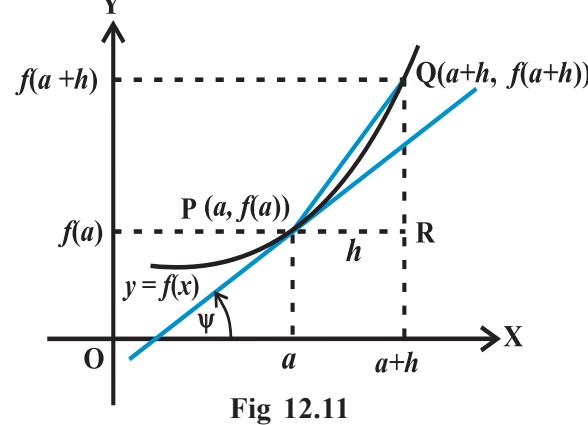 Y
f(a +h)
Q(a+h, f(a+h))
P (a, f(a))
f(a)
R
h
y = f(x)
ψ
X
O
a
a+h
Fig 12.11